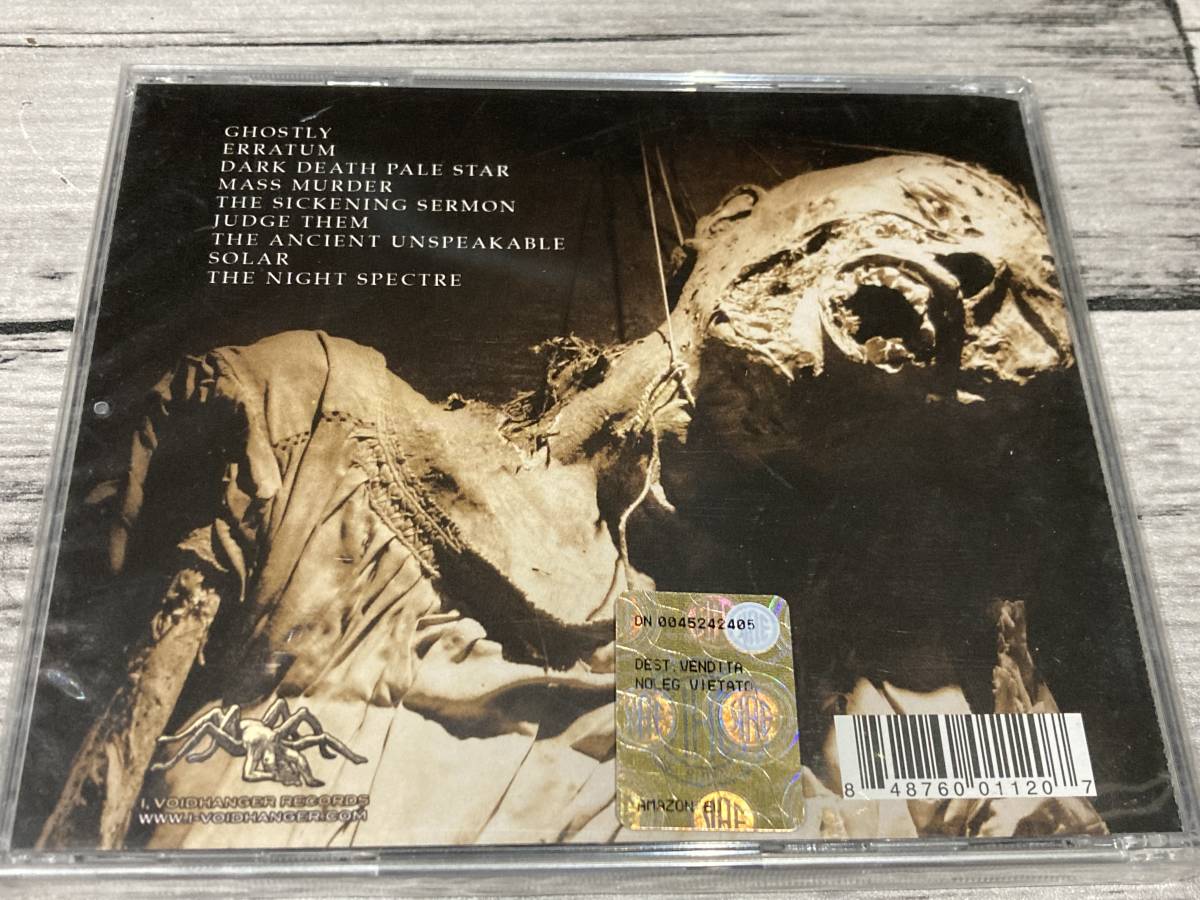 GHOSTLY
ERRATUM
DARK DEATH PALE STAR
MASS MURDER
THE SICKENING SERMON
JUDGE THEM
THE ANCIENT UNSPEAKABLE
SOLAR
THE NIGHT SPECTRE
DN 0045242405
DEST.VENDITA
NOLEG VIETATO
AMAZON
I, VOIDHANGER RECORDS
WWW.I-VOIDHANGER.COM
8 48760 01120 7